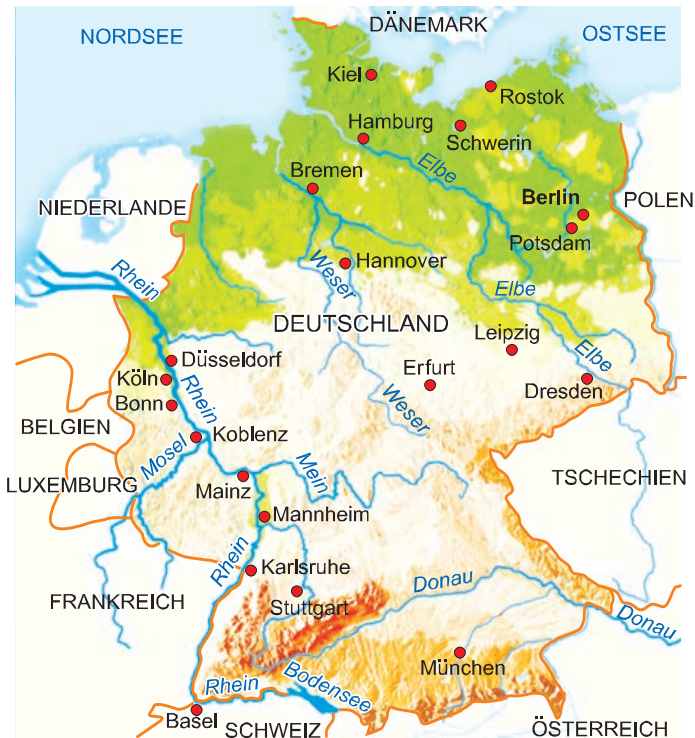 DÄNEMARK
NORDSEE
OSTSEE
Kiel
Rostok
Hamburg
Schwerin
Elbe
Bremen
Berlin
POLEN
NIEDERLANDE
Potsdam
Rhein
Weser
Hannover
Elbe
DEUTSCHLAND
Leipzig
Düsseldorf
Erfurt
Elbe
Köln
Rhein
Dresden
Bonn
Weser
BELGIEN
Koblenz
Mosel
TSCHECHIEN
LUXEMBURG
Mainz
Mein
Mannheim
Rhein
Karlsruhe
Donau
FRANKREICH
Stuttgart
Donau
München
Rhein
Bodensee
Basel
SCHWEIZ
ÖSTERREICH